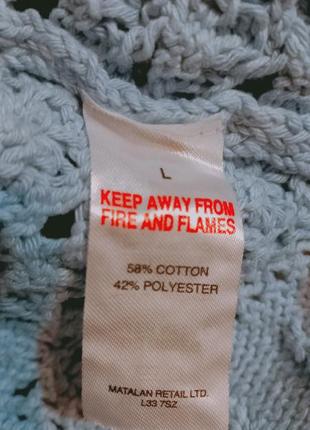 L
KEEP AWAY FROM
FIRE AND FLAMES
58% COTTON
42% POLYESTER
MATALAN RETAIL LTD.
L33 7SZ